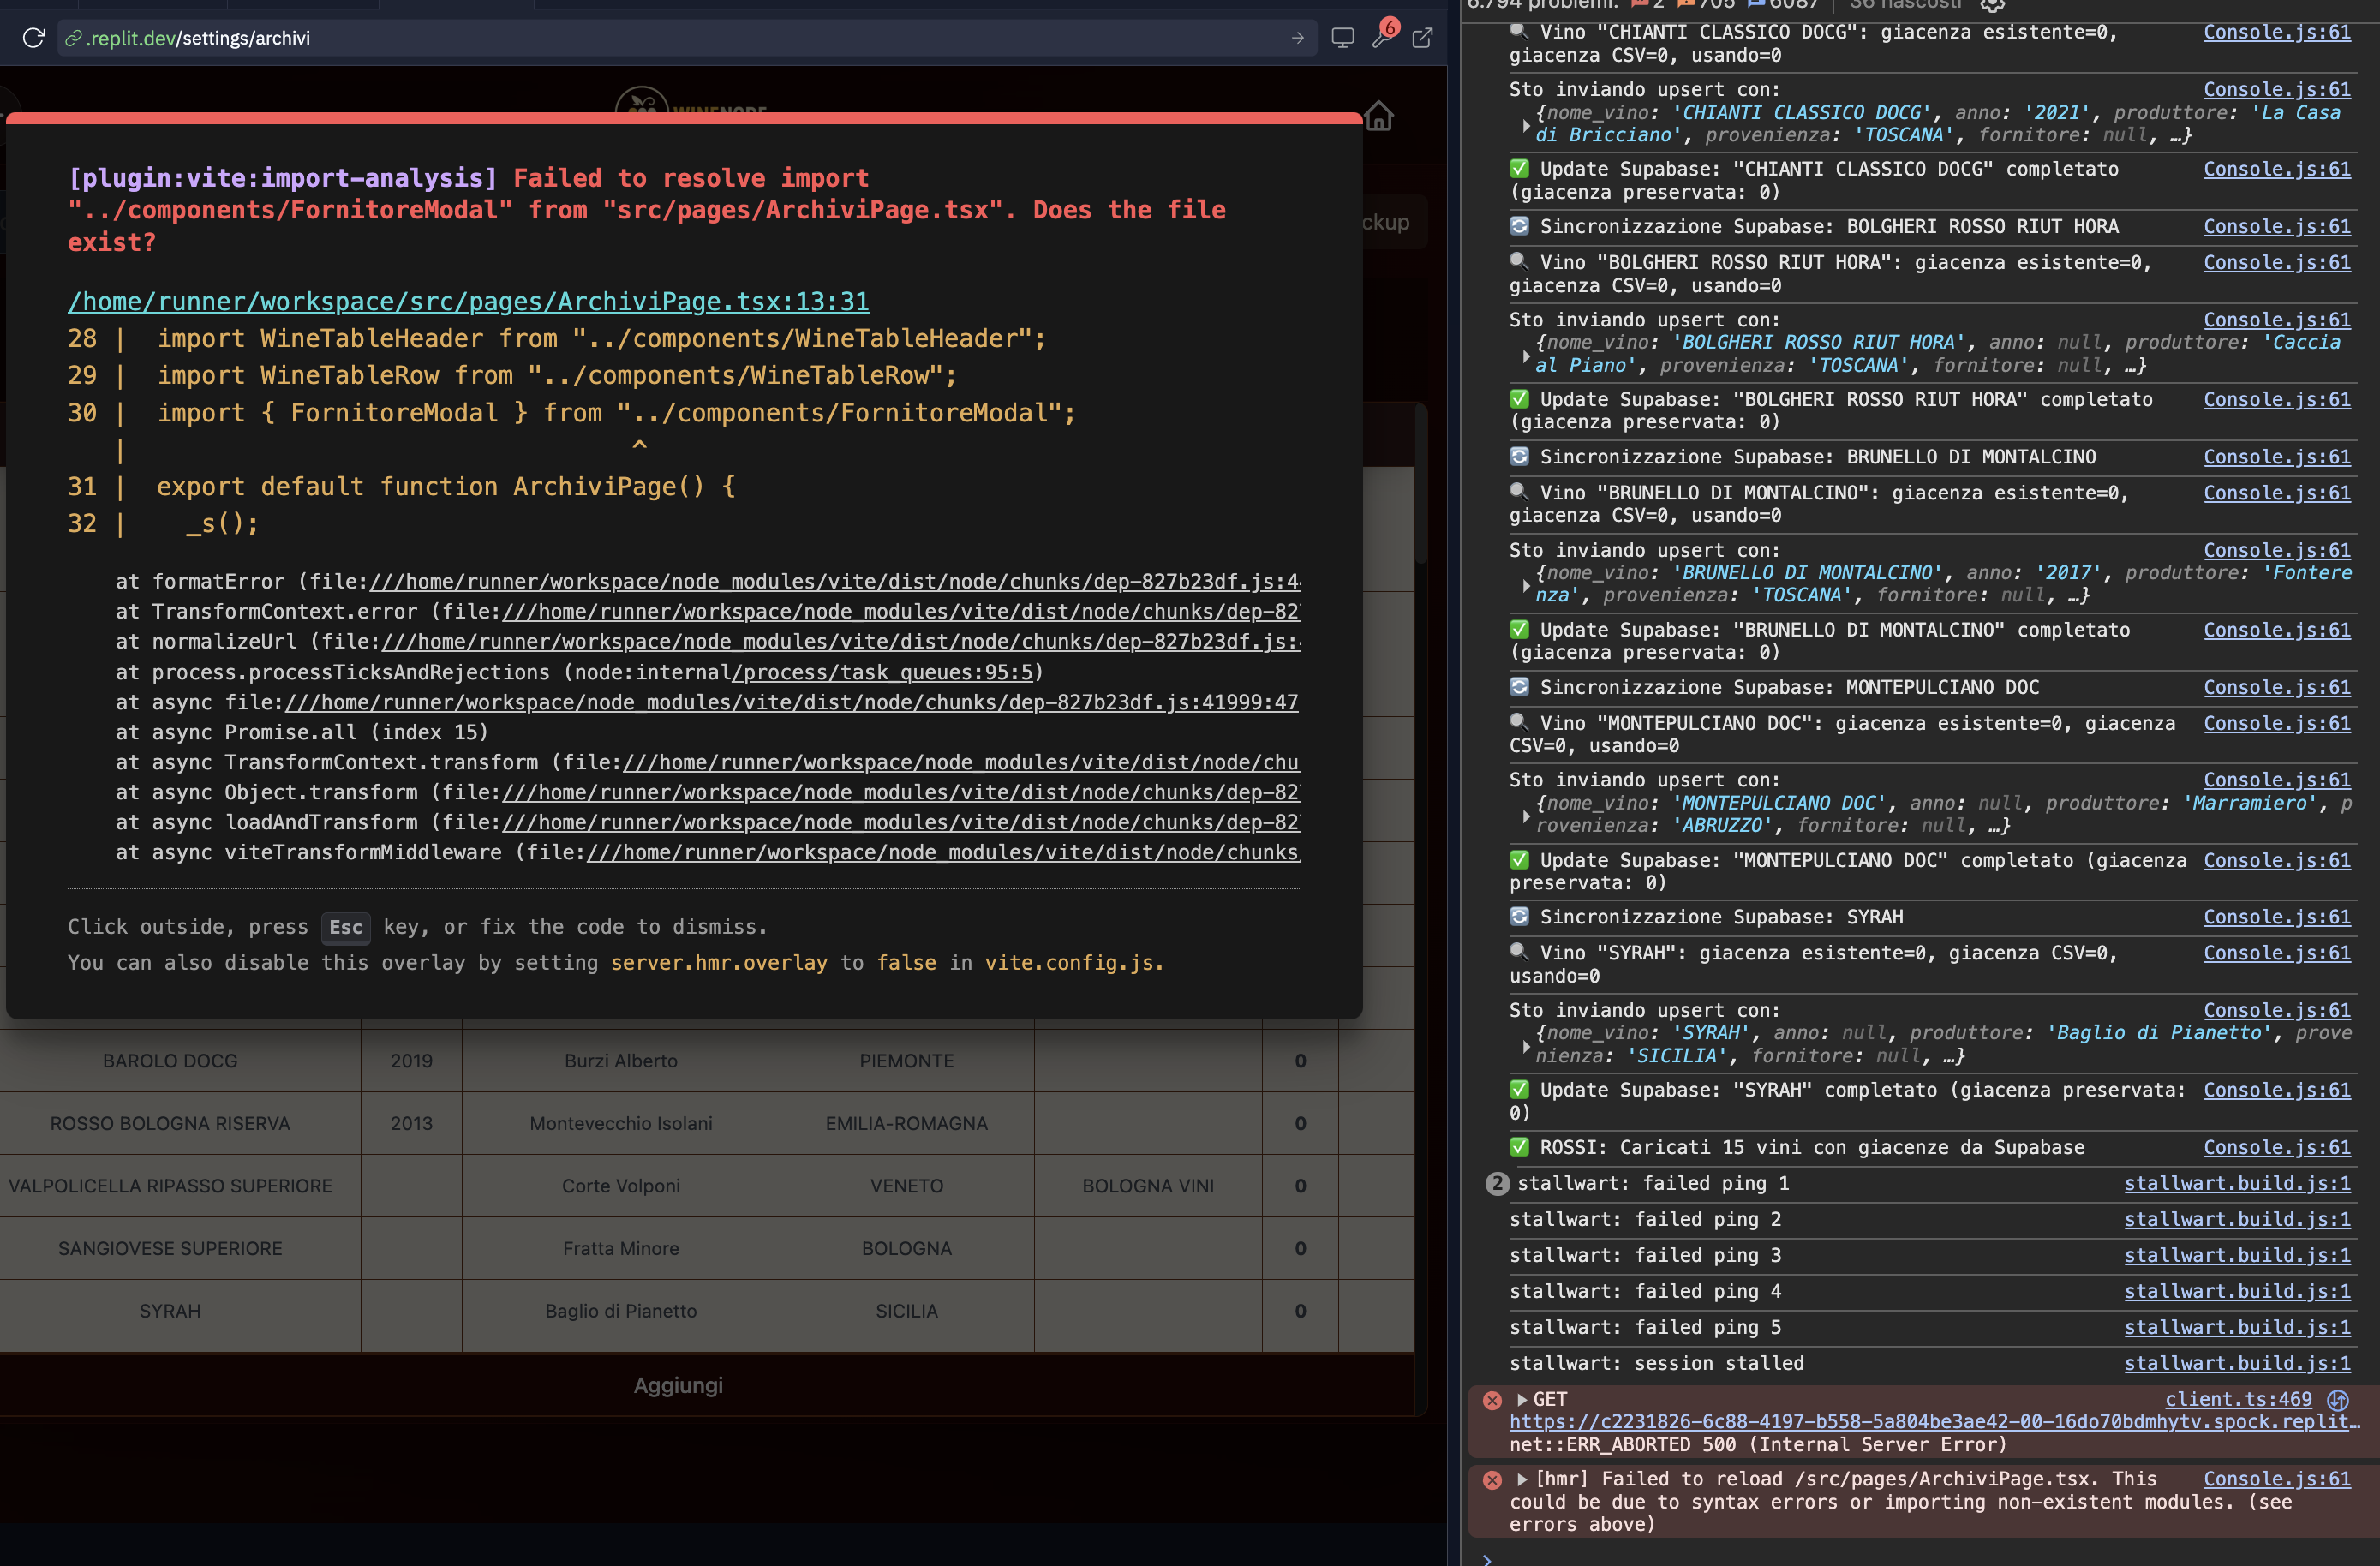 .replit.dev/settings/archivi
6
WINENODE
ckup
[plugin:vite:import-analysis] Failed to resolve import
"../components/FornitoreModal" from "src/pages/ArchiviPage.tsx". Does the file
exist?
/home/runner/workspace/src/pages/ArchiviPage.tsx:13:31
28 | import WineTableHeader from "../components/WineTableHeader";
29 | import WineTableRow from "../components/WineTableRow";
30 | import { FornitoreModal } from "../components/FornitoreModal";
| ^
31 | export default function ArchiviPage() {
32 | _s();
at formatError (file:///home/runner/workspace/node_modules/vite/dist/node/chunks/dep-827b23df.js:4
at TransformContext.error (file:///home/runner/workspace/node_modules/vite/dist/node/chunks/dep-827
at normalizeUrl (file:///home/runner/workspace/node_modules/vite/dist/node/chunks/dep-827b23df.js:
at process.processTicksAndRejections (node:internal/process/task_queues:95:5)
at async file:///home/runner/workspace/node_modules/vite/dist/node/chunks/dep-827b23df.js:41999:47
at async Promise.all (index 15)
at async TransformContext.transform (file:///home/runner/workspace/node_modules/vite/dist/node/chu
at async Object.transform (file:///home/runner/workspace/node_modules/vite/dist/node/chunks/dep-827
at async loadAndTransform (file:///home/runner/workspace/node_modules/vite/dist/node/chunks/dep-827
at async viteTransformMiddleware (file:///home/runner/workspace/node_modules/vite/dist/node/chunks
Click outside, press Esc key, or fix the code to dismiss.
You can also disable this overlay by setting server.hmr.overlay to false in vite.config.js.
BAROLO DOCG 2019 Burzi Alberto PIEMONTE 0
ROSSO BOLOGNA RISERVA 2013 Montevecchio Isolani EMILIA-ROMAGNA 0
VALPOLICELLA RIPASSO SUPERIORE Corte Volponi VENETO BOLOGNA VINI 0
SANGIOVESE SUPERIORE Fratta Minore BOLOGNA 0
SYRAH Baglio di Pianetto SICILIA 0
Aggiungi
6.794 problemi: 2 705 6087 36 nascosti
🔍 Vino "CHIANTI CLASSICO DOCG": giacenza esistente=0, Console.js:61
giacenza CSV=0, usando=0
Sto inviando upsert con: Console.js:61
{nome_vino: 'CHIANTI CLASSICO DOCG', anno: '2021', produttore: 'La Casa
di Bricciano', provenienza: 'TOSCANA', fornitore: null, …}
✅ Update Supabase: "CHIANTI CLASSICO DOCG" completato Console.js:61
(giacenza preservata: 0)
🔄 Sincronizzazione Supabase: BOLGHERI ROSSO RIUT HORA Console.js:61
🔍 Vino "BOLGHERI ROSSO RIUT HORA": giacenza esistente=0, Console.js:61
giacenza CSV=0, usando=0
Sto inviando upsert con: Console.js:61
{nome_vino: 'BOLGHERI ROSSO RIUT HORA', anno: null, produttore: 'Caccia
al Piano', provenienza: 'TOSCANA', fornitore: null, …}
✅ Update Supabase: "BOLGHERI ROSSO RIUT HORA" completato Console.js:61
(giacenza preservata: 0)
🔄 Sincronizzazione Supabase: BRUNELLO DI MONTALCINO Console.js:61
🔍 Vino "BRUNELLO DI MONTALCINO": giacenza esistente=0, Console.js:61
giacenza CSV=0, usando=0
Sto inviando upsert con: Console.js:61
{nome_vino: 'BRUNELLO DI MONTALCINO', anno: '2017', produttore: 'Fontere
nza', provenienza: 'TOSCANA', fornitore: null, …}
✅ Update Supabase: "BRUNELLO DI MONTALCINO" completato Console.js:61
(giacenza preservata: 0)
🔄 Sincronizzazione Supabase: MONTEPULCIANO DOC Console.js:61
🔍 Vino "MONTEPULCIANO DOC": giacenza esistente=0, giacenza Console.js:61
CSV=0, usando=0
Sto inviando upsert con: Console.js:61
{nome_vino: 'MONTEPULCIANO DOC', anno: null, produttore: 'Marramiero', p
rovenienza: 'ABRUZZO', fornitore: null, …}
✅ Update Supabase: "MONTEPULCIANO DOC" completato (giacenza Console.js:61
preservata: 0)
🔄 Sincronizzazione Supabase: SYRAH Console.js:61
🔍 Vino "SYRAH": giacenza esistente=0, giacenza CSV=0, Console.js:61
usando=0
Sto inviando upsert con: Console.js:61
{nome_vino: 'SYRAH', anno: null, produttore: 'Baglio di Pianetto', prove
nienza: 'SICILIA', fornitore: null, …}
✅ Update Supabase: "SYRAH" completato (giacenza preservata: Console.js:61
0)
✅ ROSSI: Caricati 15 vini con giacenze da Supabase Console.js:61
2 stallwart: failed ping 1 stallwart.build.js:1
stallwart: failed ping 2 stallwart.build.js:1
stallwart: failed ping 3 stallwart.build.js:1
stallwart: failed ping 4 stallwart.build.js:1
stallwart: failed ping 5 stallwart.build.js:1
stallwart: session stalled stallwart.build.js:1
GET client.ts:469
https://c2231826-6c88-4197-b558-5a804be3ae42-00-16do70bdmhytv.spock.replit…
net::ERR_ABORTED 500 (Internal Server Error)
[hmr] Failed to reload /src/pages/ArchiviPage.tsx. This Console.js:61
could be due to syntax errors or importing non-existent modules. (see
errors above)